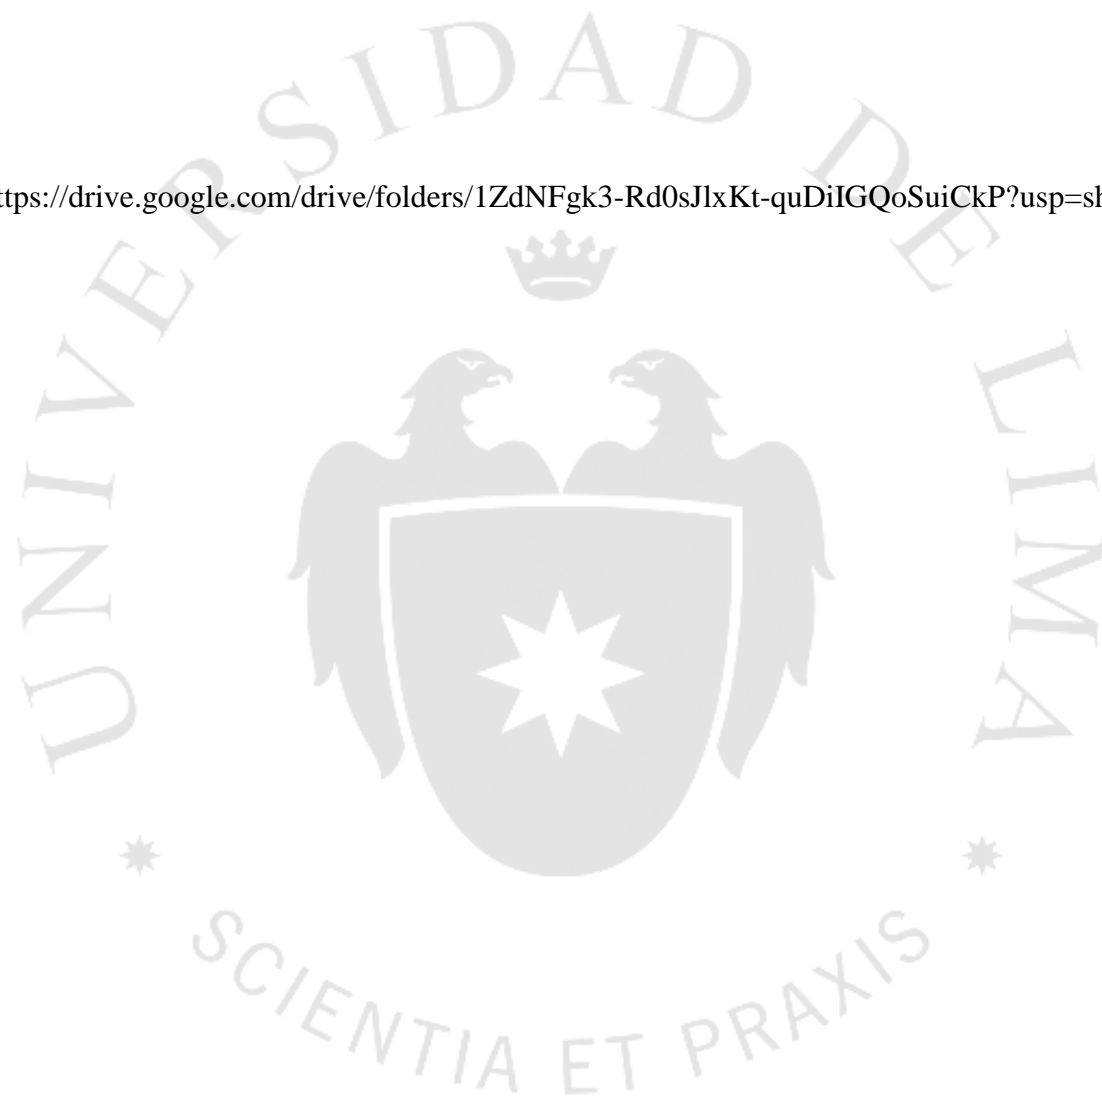 UNIVERSIDAD DE LIMA
ttps://drive.google.com/drive/folders/1ZdNFgk3-Rd0sJlxKt-quDiIGQoSuiCkP?usp=sh
SCIENTIA ET PRAXIS